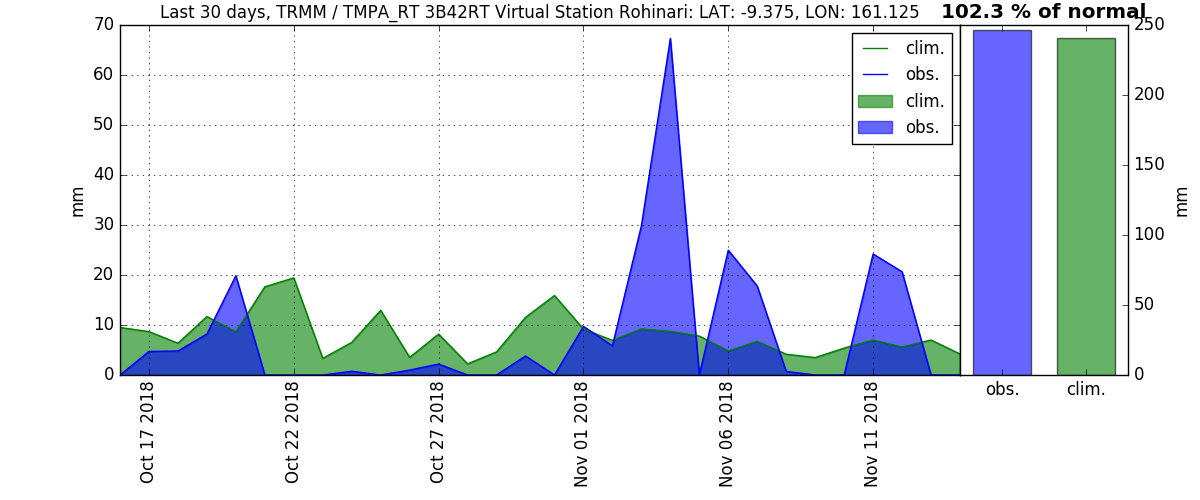 Last 30 days, TRMM / TMPA_RT 3B42RT Virtual Station Rohinari: LAT: -9.375, LON: 161.125
102.3 % of normal
70
60
50
40
30
20
10
0
mm
clim.
obs.
clim.
obs.
250
200
150
100
50
0
mm
Oct 17 2018
Oct 22 2018
Oct 27 2018
Nov 01 2018
Nov 06 2018
Nov 11 2018
obs.
clim.